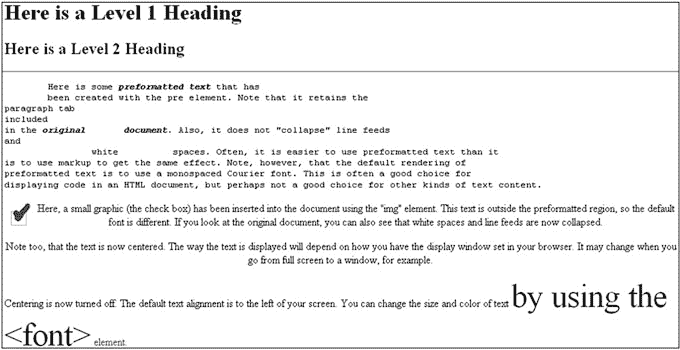 Here is a Level 1 Heading
Here is a Level 2 Heading
Here is some preformatted text that has
been created with the pre element. Note that it retains the
paragraph tab
included
in the original document. Also, it does not "collapse" line feeds
and
white spaces. Often, it is easier to use preformatted text than it
is to use markup to get the same effect. Note, however, that the default rendering of
preformatted text is to use a monospaced Courier font. This is often a good choice for
displaying code in an HTML document, but perhaps not a good choice for other kinds of text content.
Here, a small graphic (the check box) has been inserted into the document using the "img" element. This text is outside the preformatted region, so the default
font is different. If you look at the original document, you can also see that white spaces and line feeds are now collapsed.
Note too, that the text is now centered. The way the text is displayed will depend on how you have the display window set in your browser. It may change when you
go from full screen to a window, for example.
Centering is now turned off. The default text alignment is to the left of your screen. You can change the size and color of text by using the
<font> element.